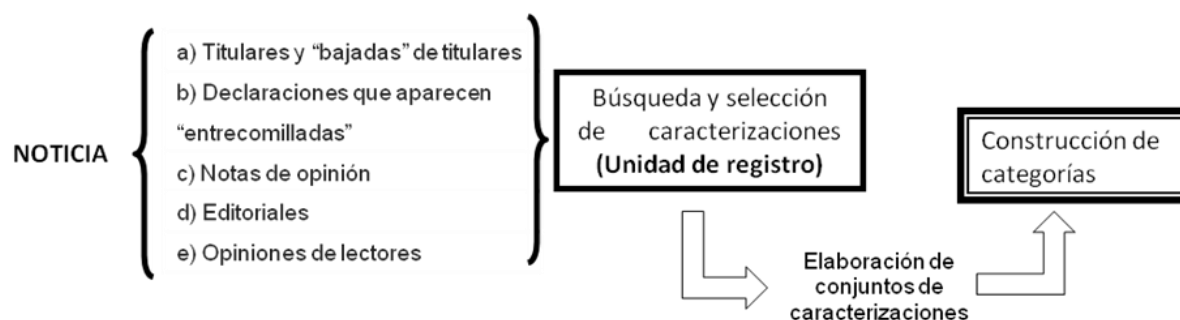 NOTICIA
a) Titulares y “bajadas” de titulares
b) Declaraciones que aparecen
“entrecomilladas”
c) Notas de opinión
d) Editoriales
e) Opiniones de lectores
Búsqueda y selección
de caracterizaciones
(Unidad de registro)
Elaboración de
conjuntos de
caracterizaciones
Construcción de
categorías